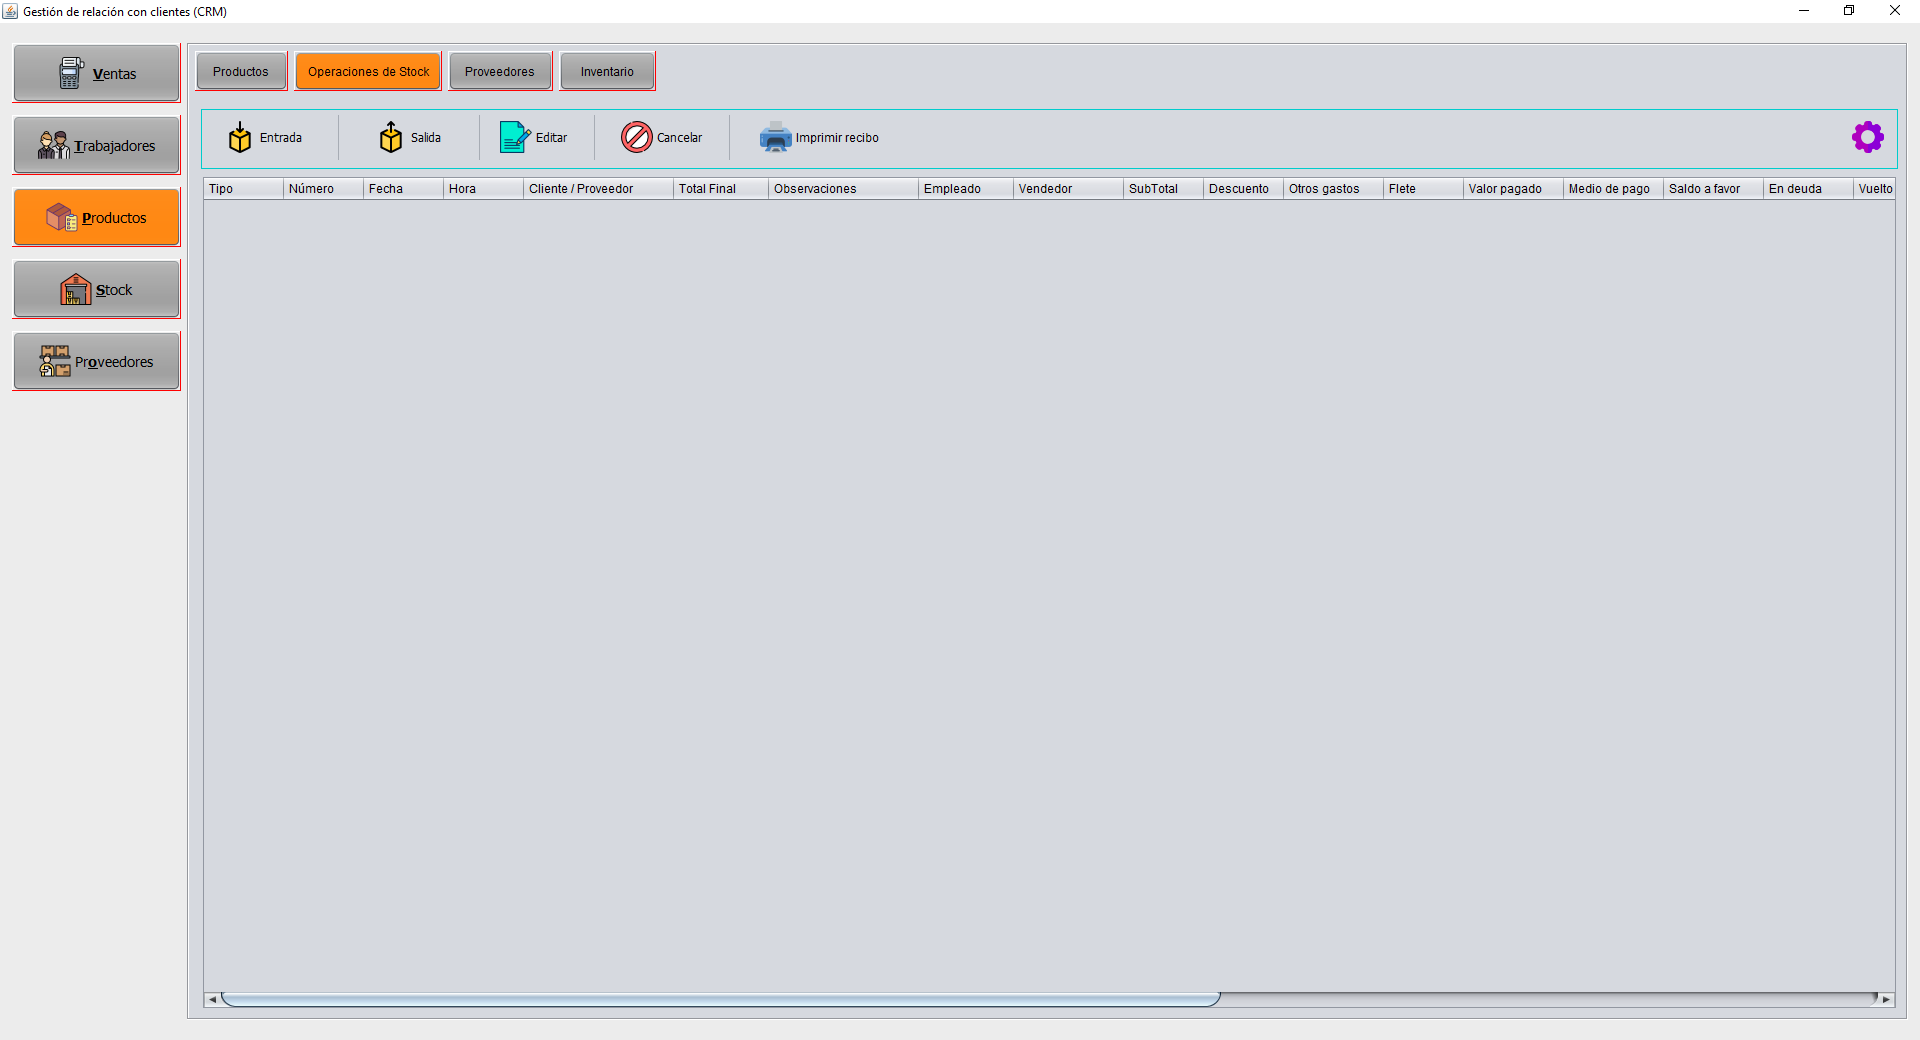 Gestión de relación con clientes (CRM)
Ventas
Trabajadores
Productos
Stock
Proveedores
Productos Operaciones de Stock Proveedores Inventario
Entrada Salida Editar Cancelar Imprimir recibo
Tipo Número Fecha Hora Cliente / Proveedor Total Final Observaciones Empleado Vendedor SubTotal Descuento Otros gastos Flete Valor pagado Medio de pago Saldo a favor En deuda Vuelto